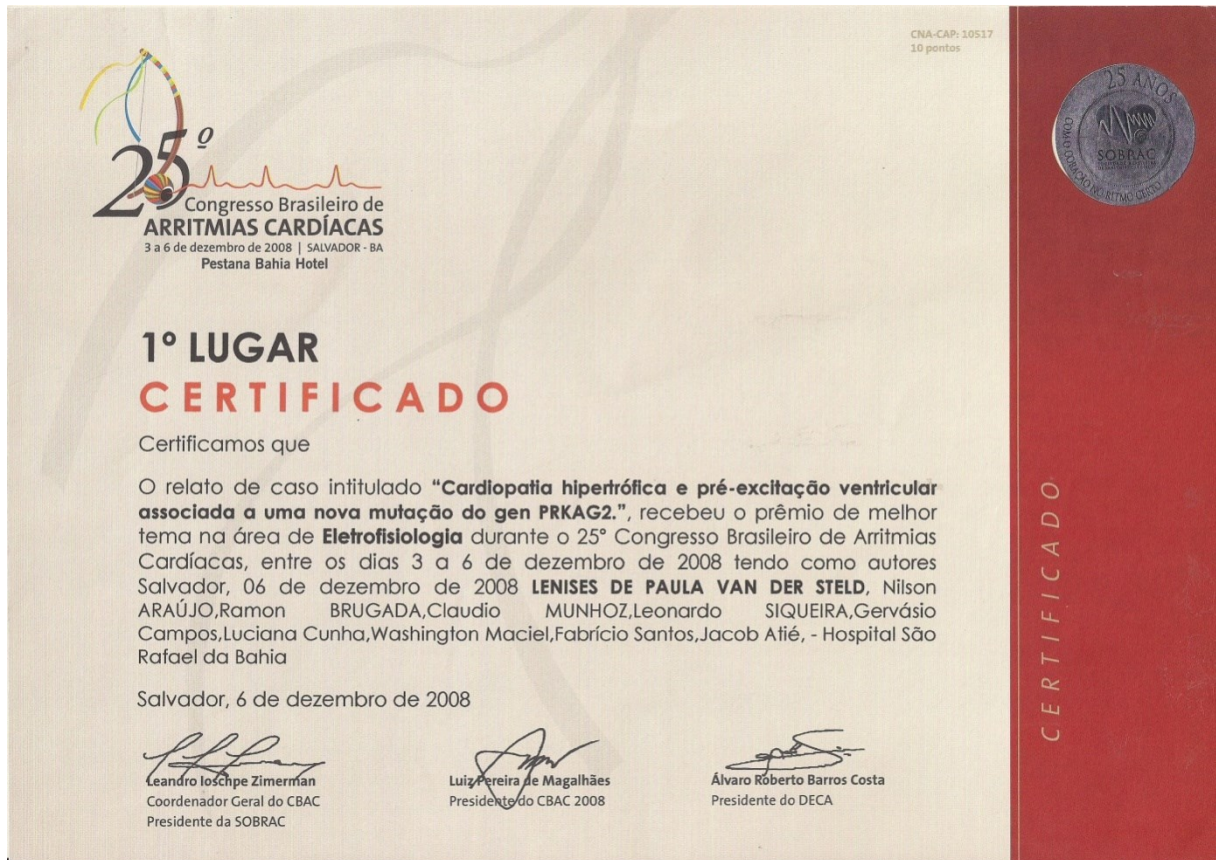 CNA-CAP: 10517
10 pontos
25º
Congresso Brasileiro de
ARRITMIAS CARDÍACAS
3 a 6 de dezembro de 2008 | SALVADOR - BA
Pestana Bahia Hotel
25 ANOS
SOBRAC
COM O CORAÇÃO NO RITMO CERTO
1º LUGAR
CERTIFICADO
Certificamos que
O relato de caso intitulado “Cardiopatia hipertrófica e pré-excitação ventricular
associada a uma nova mutação do gen PRKAG2.”, recebeu o prêmio de melhor
tema na área de Eletrofisiologia durante o 25° Congresso Brasileiro de Arritmias
Cardíacas, entre os dias 3 a 6 de dezembro de 2008 tendo como autores
Salvador, 06 de dezembro de 2008 LENISES DE PAULA VAN DER STELD, Nilson
ARAÚJO,Ramon BRUGADA,Claudio MUNHOZ,Leonardo SIQUEIRA,Gervásio
Campos,Luciana Cunha,Washington Maciel,Fabrício Santos,Jacob Atié, - Hospital São
Rafael da Bahia
Salvador, 6 de dezembro de 2008
Leandro Ioschpe Zimerman
Coordenador Geral do CBAC
Presidente da SOBRAC
Luiz Pereira de Magalhães
Presidente do CBAC 2008
Álvaro Roberto Barros Costa
Presidente do DECA
CERTIFICADO